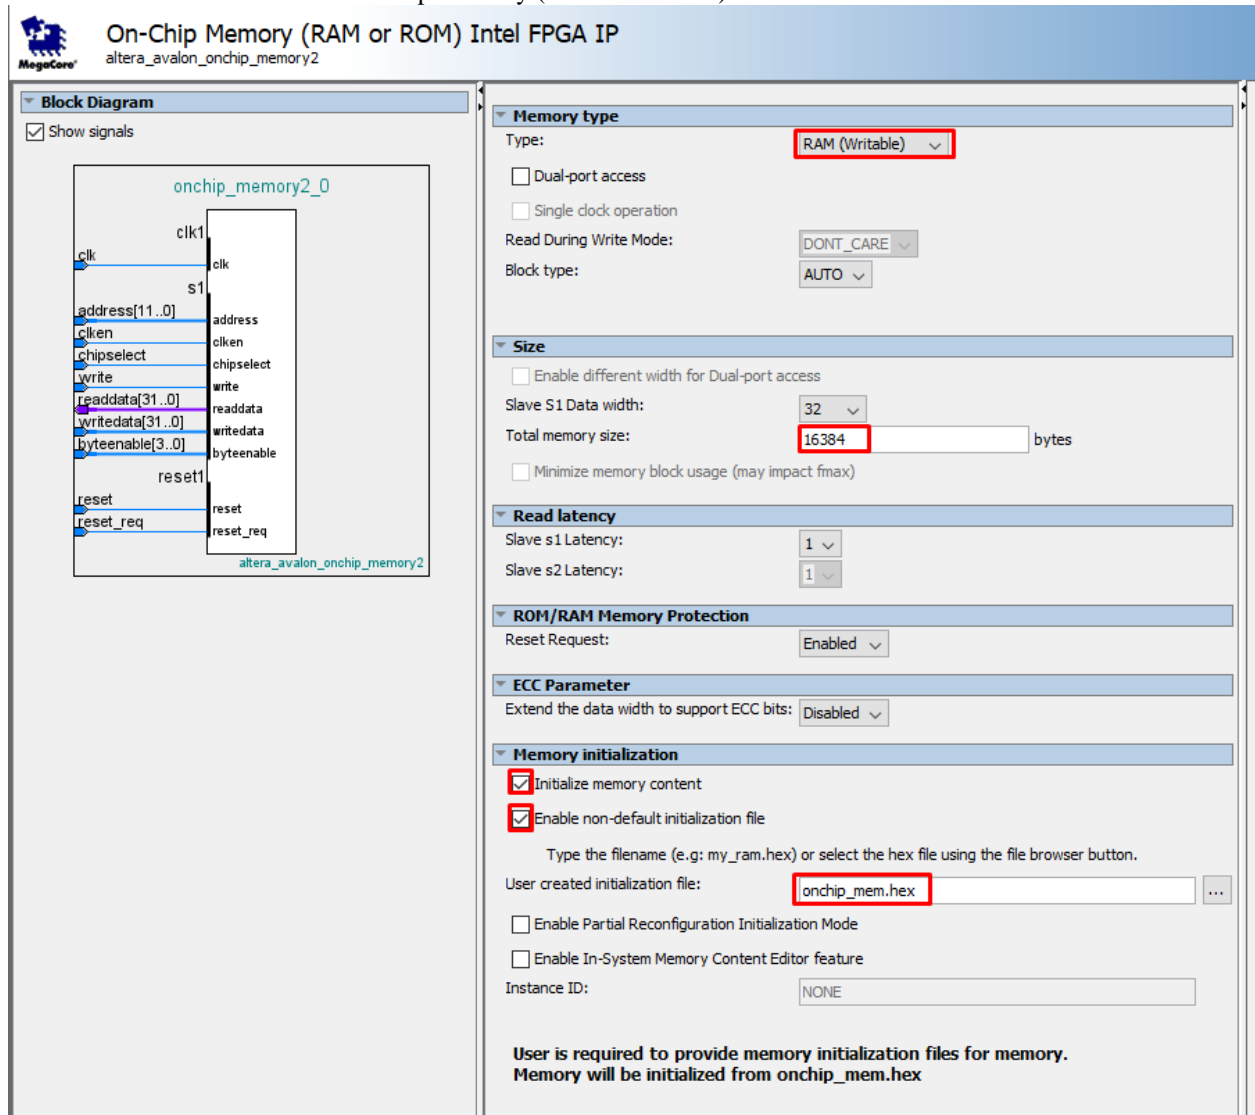 On-Chip Memory (RAM or ROM) Intel FPGA IP
altera_avalon_onchip_memory2
MegaCore'
Block Diagram
Show signals
onchip_memory2_0
clk1
clk
clk
s1
address[11..0]
address
clken
clken
chipselect
chipselect
write
write
readdata[31..0]
readdata
writedata[31..0]
writedata
byteenable[3..0]
byteenable
reset1
reset
reset
reset_req
reset_req
altera_avalon_onchip_memory2
Memory type
Type: RAM (Writable)
Dual-port access
Single clock operation
Read During Write Mode: DONT_CARE
Block type: AUTO
Size
Enable different width for Dual-port access
Slave S1 Data width: 32
Total memory size: 16384 bytes
Minimize memory block usage (may impact fmax)
Read latency
Slave s1 Latency: 1
Slave s2 Latency: 1
ROM/RAM Memory Protection
Reset Request: Enabled
ECC Parameter
Extend the data width to support ECC bits: Disabled
Memory initialization
Initialize memory content
Enable non-default initialization file
Type the filename (e.g: my_ram.hex) or select the hex file using the file browser button.
User created initialization file: onchip_mem.hex ...
Enable Partial Reconfiguration Initialization Mode
Enable In-System Memory Content Editor feature
Instance ID: NONE
User is required to provide memory initialization files for memory.
Memory will be initialized from onchip_mem.hex